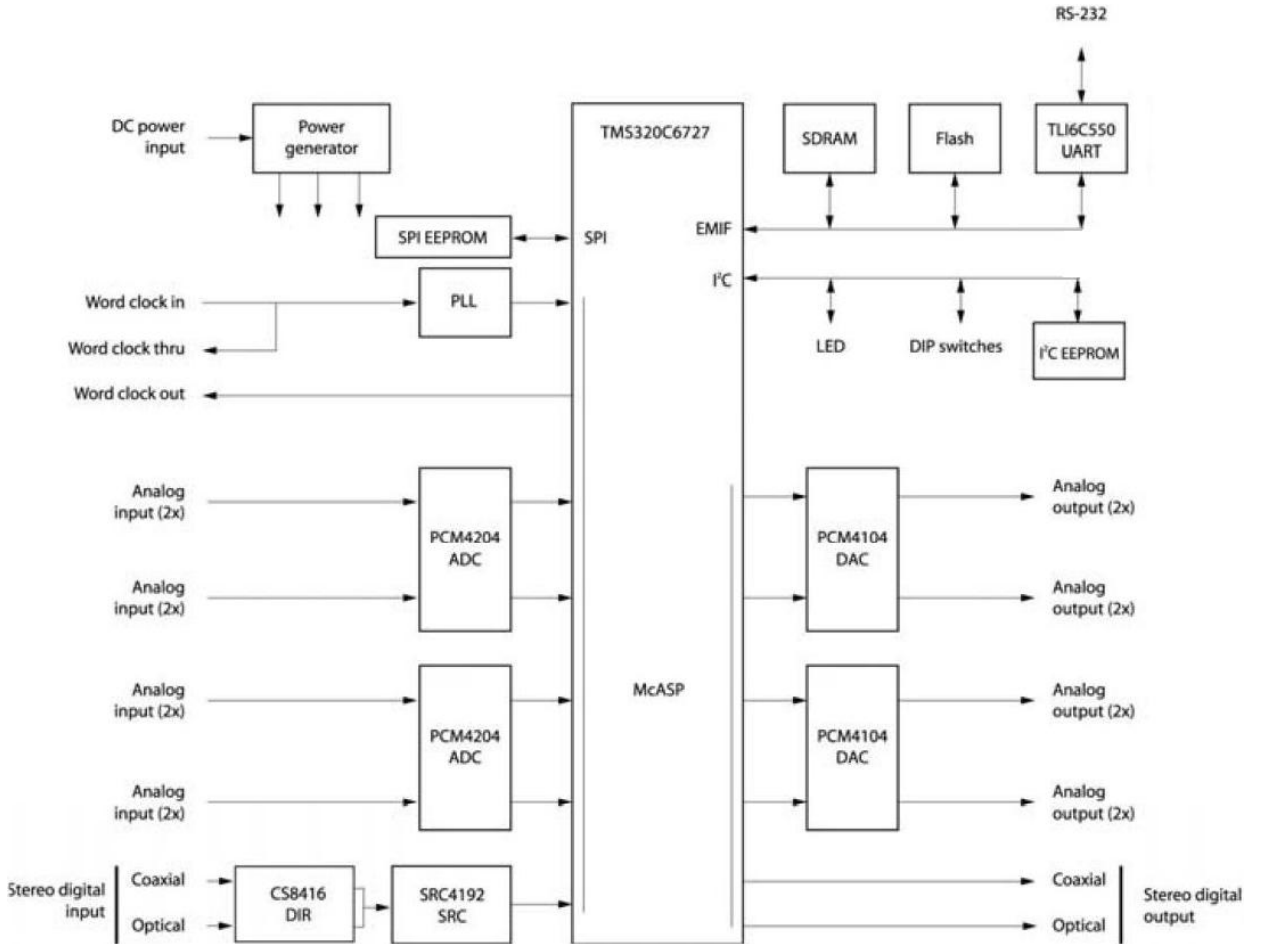 RS-232
DC power
input
Power
generator
TMS320C6727
SDRAM
Flash
TLI6C550
UART
SPI EEPROM
SPI
EMIF
I²C
Word clock in
PLL
Word clock thru
LED
DIP switches
I²C EEPROM
Word clock out
Analog
input (2x)
PCM4204
ADC
PCM4104
DAC
Analog
output (2x)
Analog
input (2x)
Analog
output (2x)
McASP
Analog
input (2x)
PCM4204
ADC
PCM4104
DAC
Analog
output (2x)
Analog
input (2x)
Analog
output (2x)
Stereo digital
input
Coaxial
Optical
CS8416
DIR
SRC4192
SRC
Coaxial
Optical
Stereo digital
output